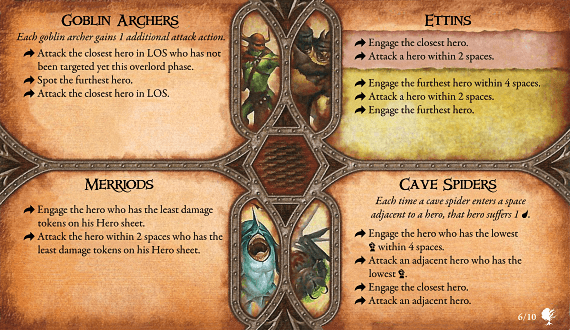 GOBLIN ARCHERS
Each goblin archer gains 1 additional attack action.
Attack the closest hero in LOS who has not
been targeted yet this overlord phase.
Spot the furthest hero.
Attack the closest hero in LOS.
ETTINS
Engage the closest hero.
Attack a hero within 2 spaces.
Engage the furthest hero within 4 spaces.
Attack a hero within 2 spaces.
Engage the furthest hero.
MERRIODS
Engage the hero who has the least damage
tokens on his Hero sheet.
Attack the hero within 2 spaces who has the
least damage tokens on his Hero sheet.
CAVE SPIDERS
Each time a cave spider enters a space
adjacent to a hero, that hero suffers 1 .
Engage the hero who has the lowest
within 4 spaces.
Attack an adjacent hero who has the
lowest .
Engage the closest hero.
Attack an adjacent hero.
6/10